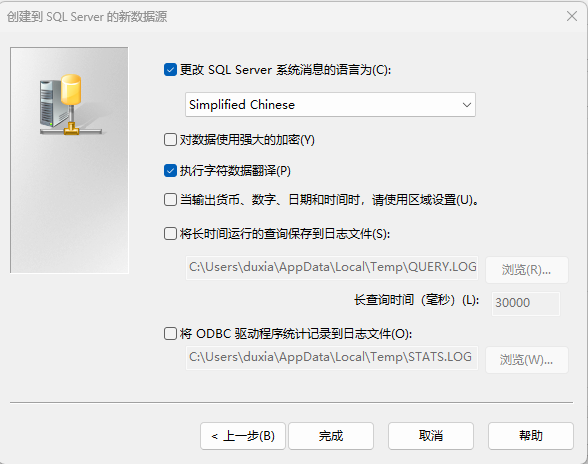 创建到 SQL Server 的新数据源
更改 SQL Server 系统消息的语言为(C):
Simplified Chinese
对数据使用强大的加密(Y)
执行字符数据翻译(P)
当输出货币、数字、日期和时间时，请使用区域设置(U)。
将长时间运行的查询保存到日志文件(S):
C:\Users\duxia\AppData\Local\Temp\QUERY.LOG
浏览(R)...
长查询时间（毫秒）(L):
30000
将 ODBC 驱动程序统计记录到日志文件(O):
C:\Users\duxia\AppData\Local\Temp\STATS.LOG
浏览(W)...
< 上一步(B)
完成
取消
帮助